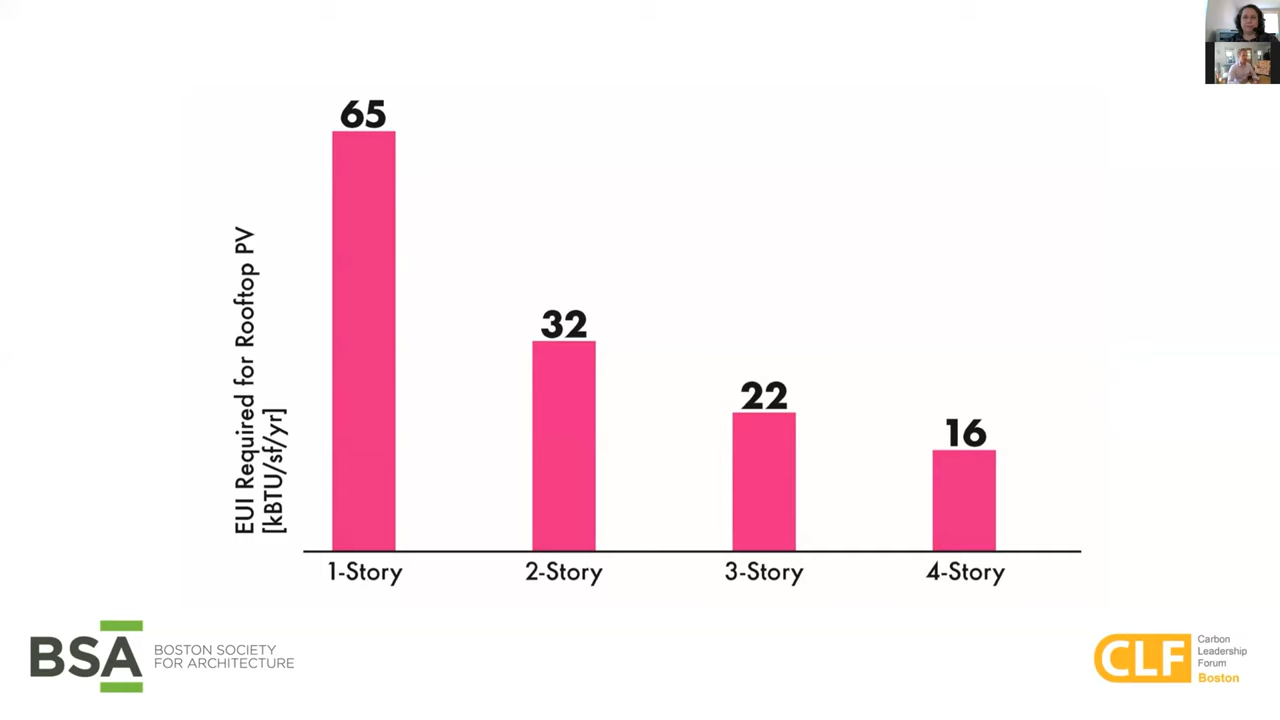 65
32
22
16
EUI Required for Rooftop PV
[kBTU/sf/yr]
1-Story
2-Story
3-Story
4-Story
BSA
BOSTON SOCIETY
FOR ARCHITECTURE
CLF
Carbon
Leadership
Forum
Boston